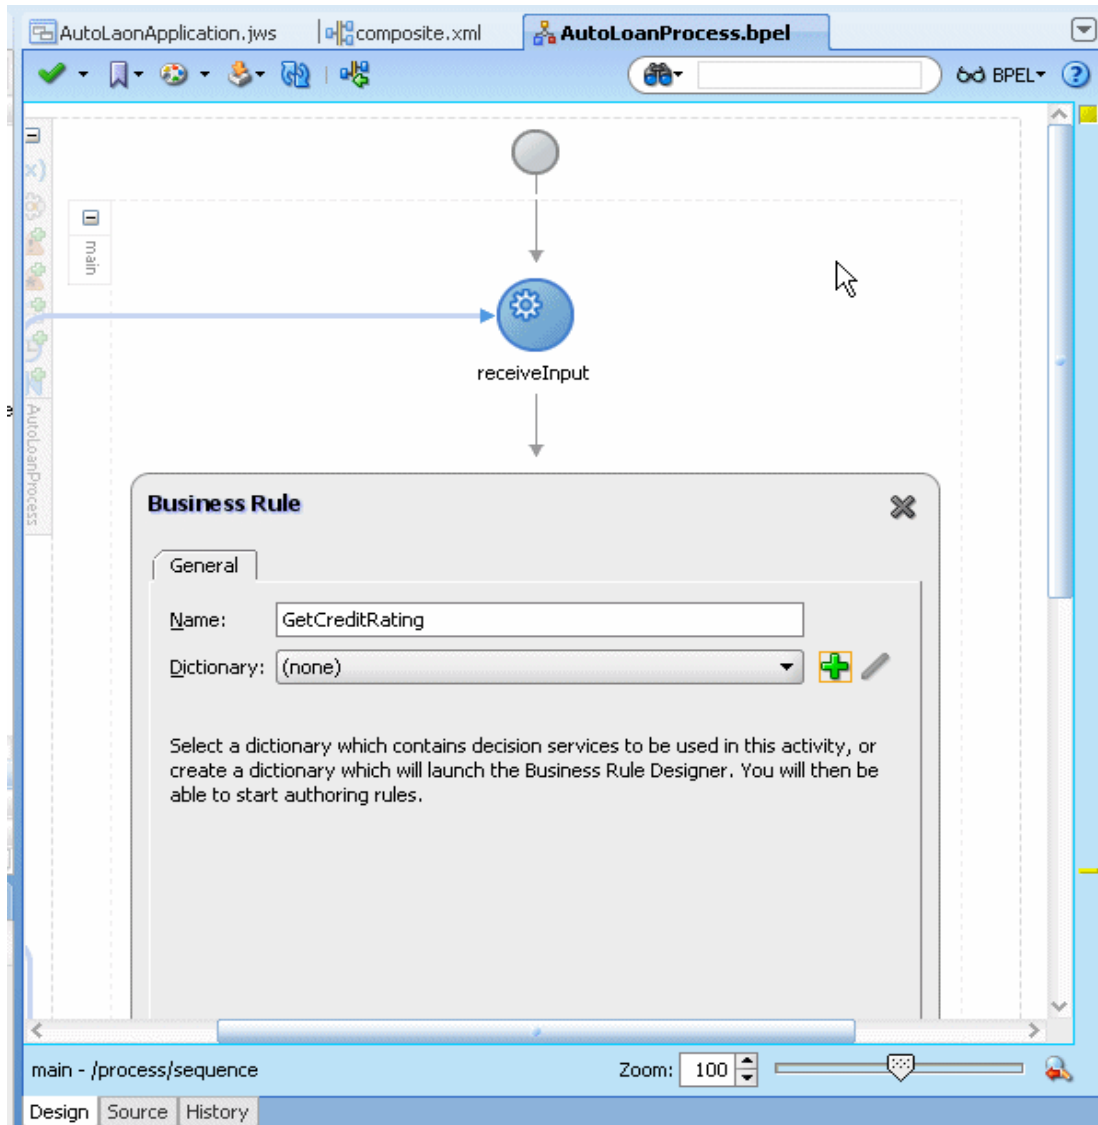 AutoLaonApplication.jws composite.xml AutoLoanProcess.bpel
BPEL
main
receiveInput
AutoLoanProcess
Business Rule
General
Name: GetCreditRating
Dictionary: (none)
Select a dictionary which contains decision services to be used in this activity, or
create a dictionary which will launch the Business Rule Designer. You will then be
able to start authoring rules.
main - /process/sequence Zoom: 100
Design Source History